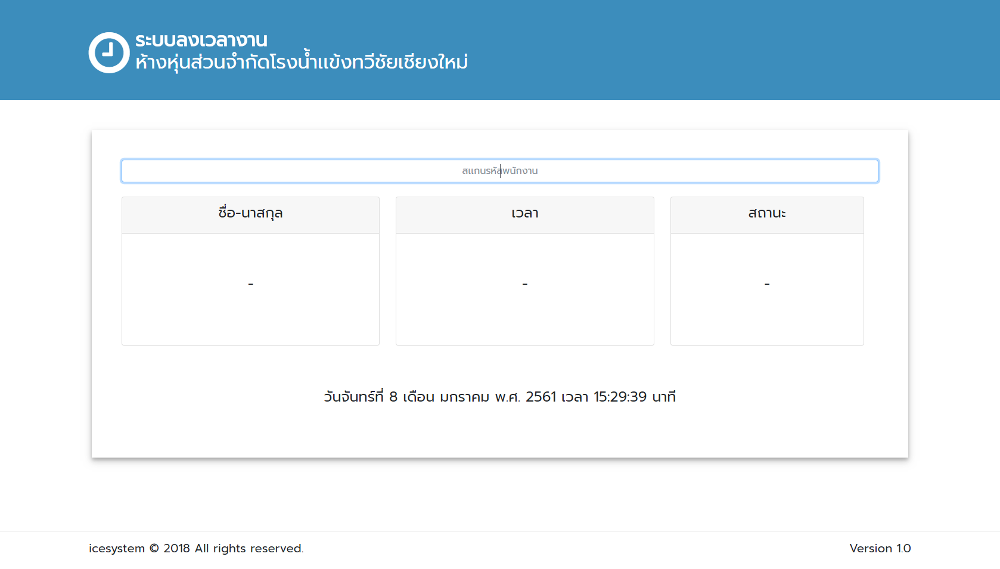 ระบบลงเวลางาน
ห้างหุ่นส่วนจำกัดโรงน้ำแข้งทวีชัยเชียงใหม่
สแกนรหัสพนักงาน
ชื่อ-นาสกุล
เวลา
สถานะ
-
-
-
วันจันทร์ที่ 8 เดือน มกราคม พ.ศ. 2561 เวลา 15:29:39 นาที
icesystem © 2018 All rights reserved.
Version 1.0